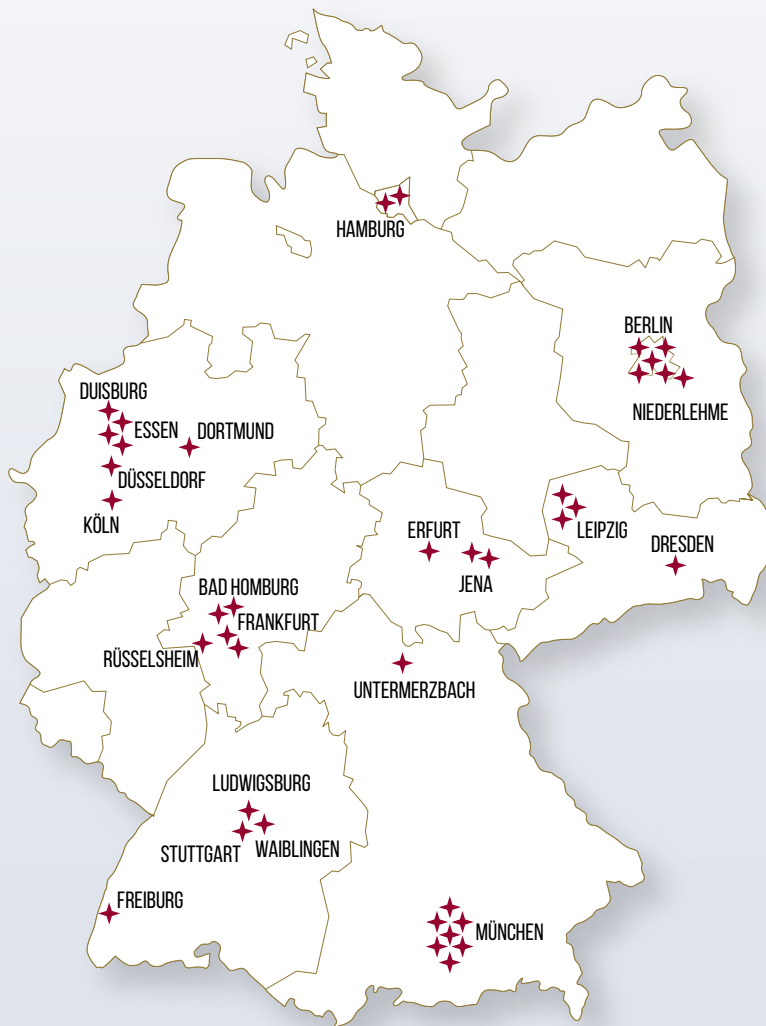 HAMBURG
BERLIN
NIEDERLEHME
DUISBURG
ESSEN
DORTMUND
DÜSSELDORF
KÖLN
ERFURT
JENA
LEIPZIG
DRESDEN
BAD HOMBURG
FRANKFURT
RÜSSELSHEIM
UNTERMERZBACH
LUDWIGSBURG
STUTTGART
WAIBLINGEN
FREIBURG
MÜNCHEN